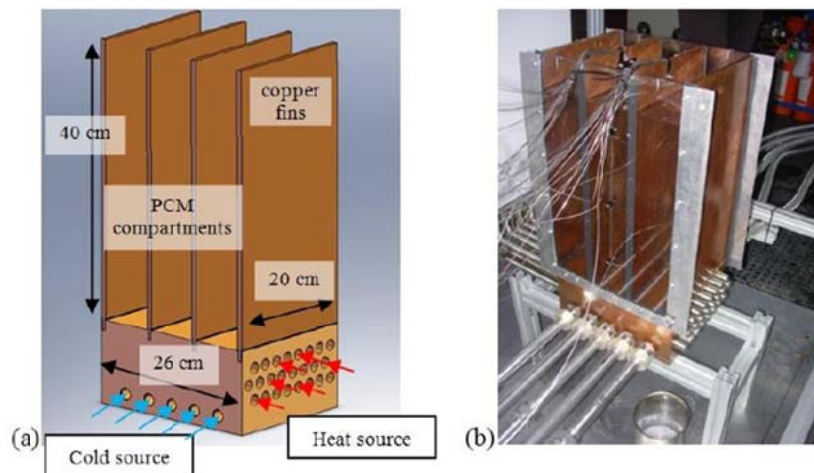 40 cm
copper
fins
PCM
compartments
20 cm
26 cm
(a)
Cold source
Heat source
(b)